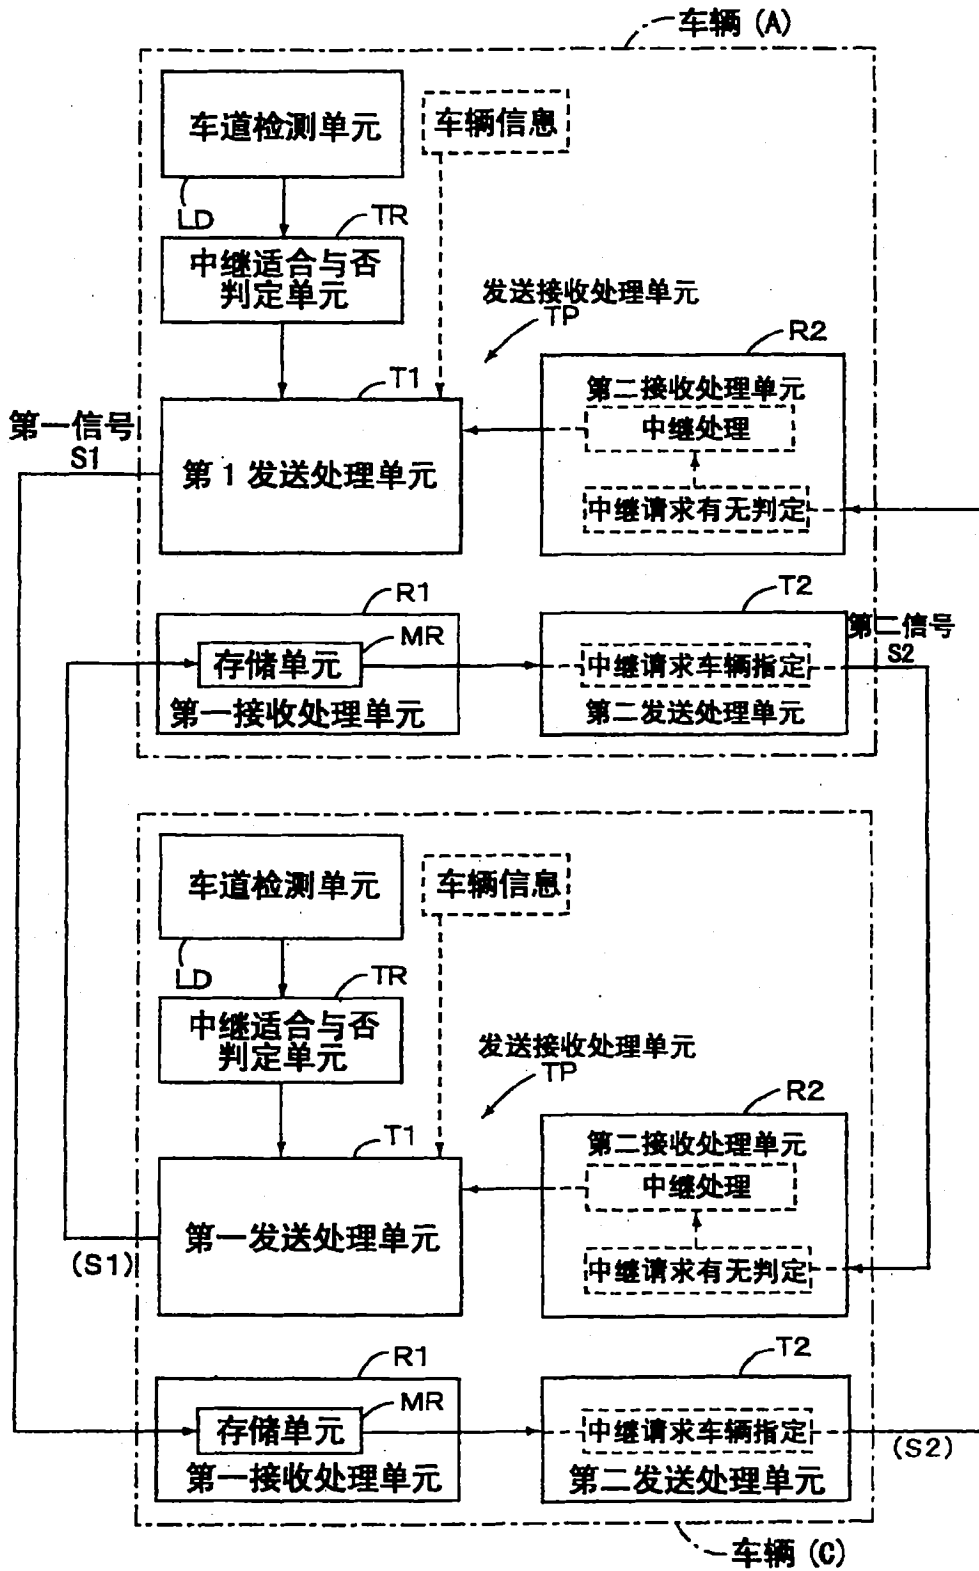 车辆 (A)
车道检测单元
车辆信息
LD
TR
中继适合与否
判定单元
发送接收处理单元
TP
R2
第二接收处理单元
中继处理
中继请求有无判定
T1
第一信号
S1
第1发送处理单元
R1
MR
存储单元
第一接收处理单元
T2
第二信号
S2
中继请求车辆指定
第二发送处理单元
车道检测单元
车辆信息
LD
TR
中继适合与否
判定单元
发送接收处理单元
TP
R2
第二接收处理单元
中继处理
中继请求有无判定
T1
第一发送处理单元
(S1)
R1
MR
存储单元
第一接收处理单元
T2
中继请求车辆指定
(S2)
第二发送处理单元
车辆 (C)